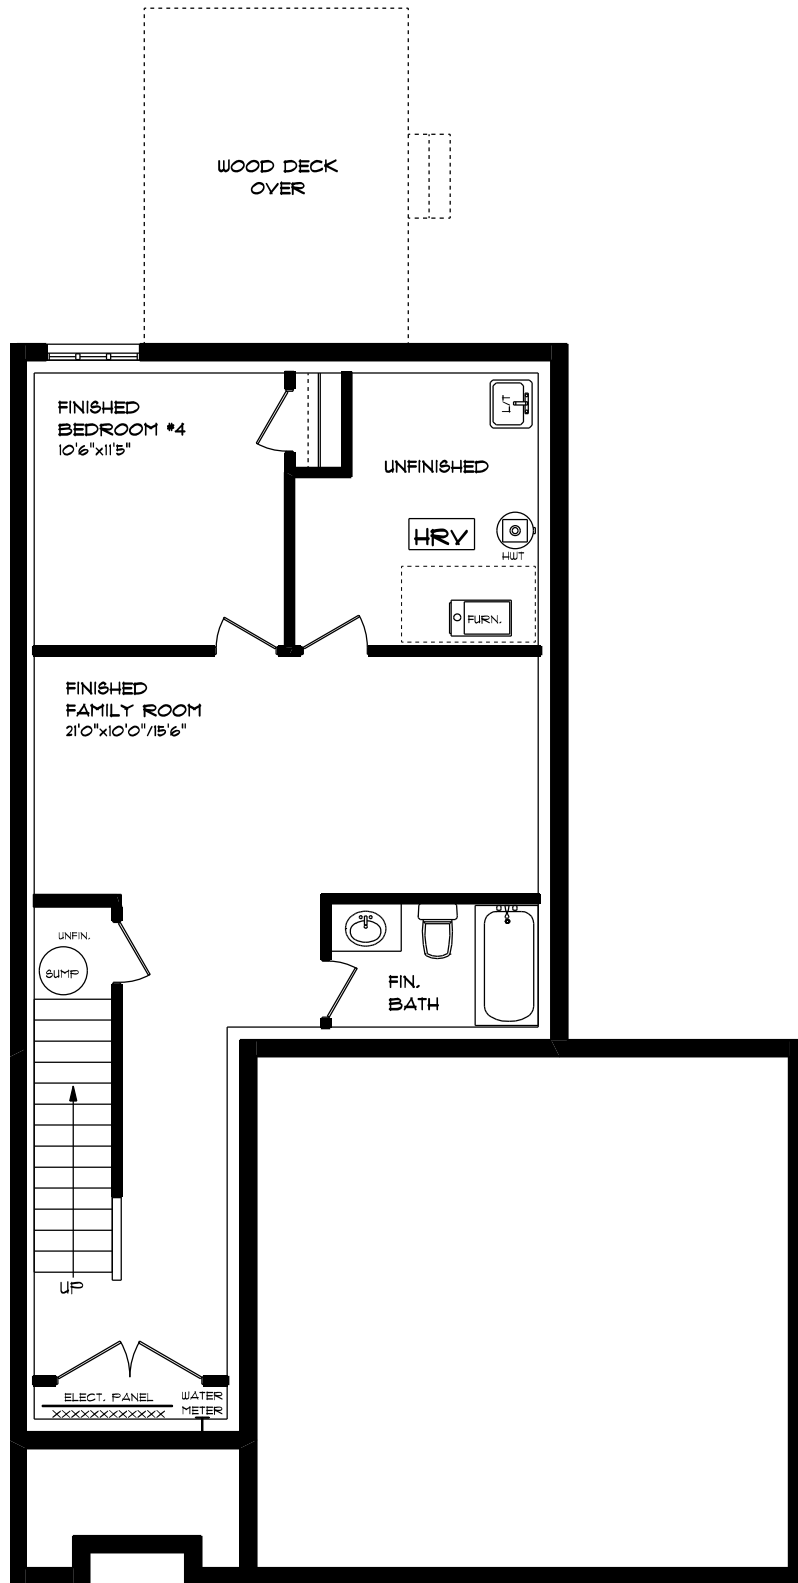 WOOD DECK
OVER
FINISHED
BEDROOM #4
10'6"x11'5"
L/T
UNFINISHED
HRV
HWT
FURN.
FINISHED
FAMILY ROOM
21'0"x10'0"/15'6"
UNFIN.
SUMP
FIN.
BATH
UP
ELECT. PANEL
WATER
METER
XXXXXXXXXXXX